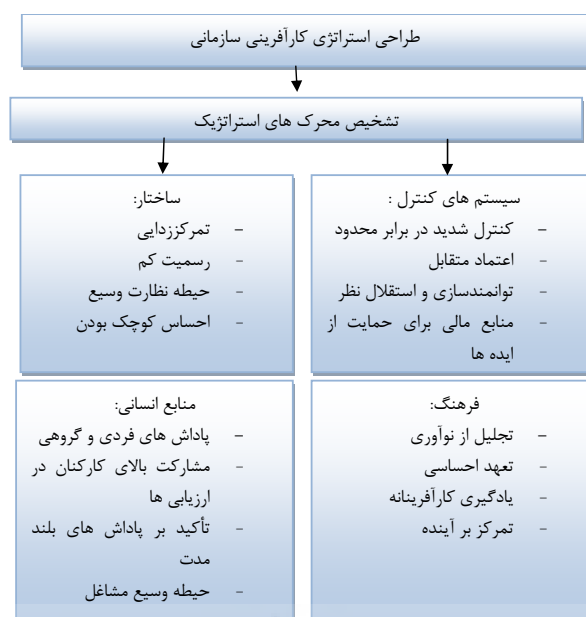 طراحی استراتژی کارآفرینی سازمانی
تشخیص محرک های استراتژیک
سیستم های کنترل :
- کنترل شدید در برابر محدود
- اعتماد متقابل
- توانمندسازی و استقلال نظر
- منابع مالی برای حمایت از
ایده ها
ساختار:
- تمرکززدایی
- رسمیت کم
- حیطه نظارت وسیع
- احساس کوچک بودن
فرهنگ:
- تجلیل از نوآوری
- تعهد احساسی
- یادگیری کارآفرینانه
- تمرکز بر آینده
منابع انسانی:
- پاداش های فردی و گروهی
- مشارکت بالای کارکنان در
ارزیابی ها
- تأکید بر پاداش های بلند
مدت
- حیطه وسیع مشاغل